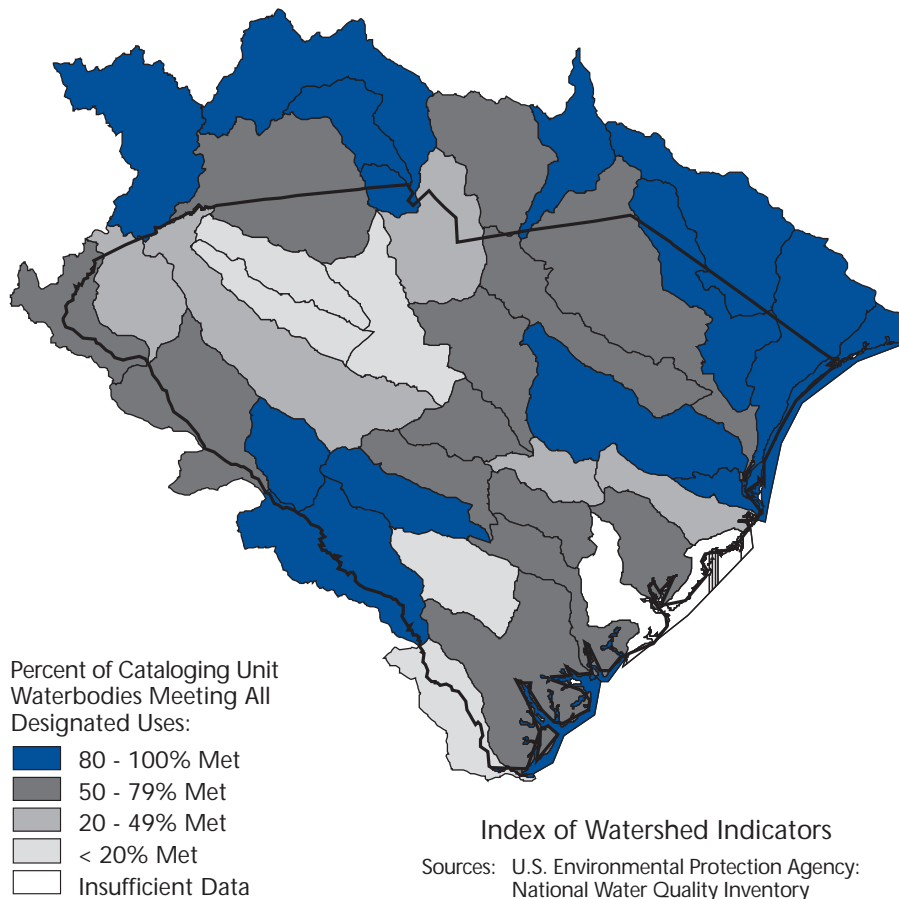 Percent of Cataloging Unit
Waterbodies Meeting All
Designated Uses:
80 - 100% Met
50 - 79% Met
20 - 49% Met
< 20% Met
Insufficient Data
Index of Watershed Indicators
Sources: U.S. Environmental Protection Agency:
National Water Quality Inventory